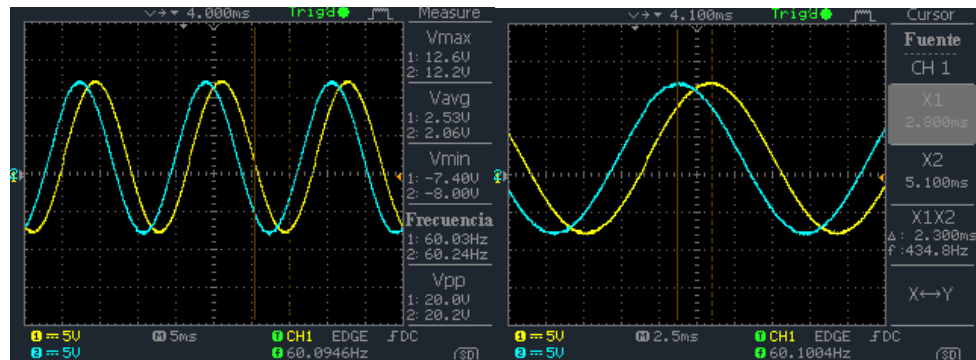 4.000ms Trig'd Measure
Vmax
1: 12.6V
2: 12.2V
Vavg
1: 2.53V
2: 2.06V
Vmin
1: -7.40V
2: -8.00V
Frecuencia
1: 60.03Hz
2: 60.24Hz
Vpp
1: 20.0V
2: 20.2V
1 5V M 5ms T CH1 EDGE DC
2 5V f 60.0946Hz SD
4.100ms Trig'd Cursor
Fuente
CH 1
X1
2.800ms
X2
5.100ms
X1X2
Δ: 2.300ms
f:434.8Hz
X↔Y
1 5V M 2.5ms T CH1 EDGE DC
2 5V f 60.1004Hz SD